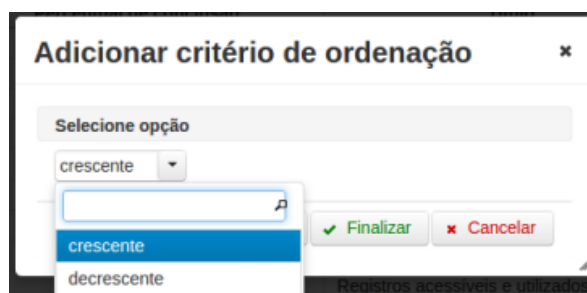 Adicionar critério de ordenação
Selecione opção
crescente
Finalizar
Cancelar
crescente
decrescente
Registros acessíveis e utilizados